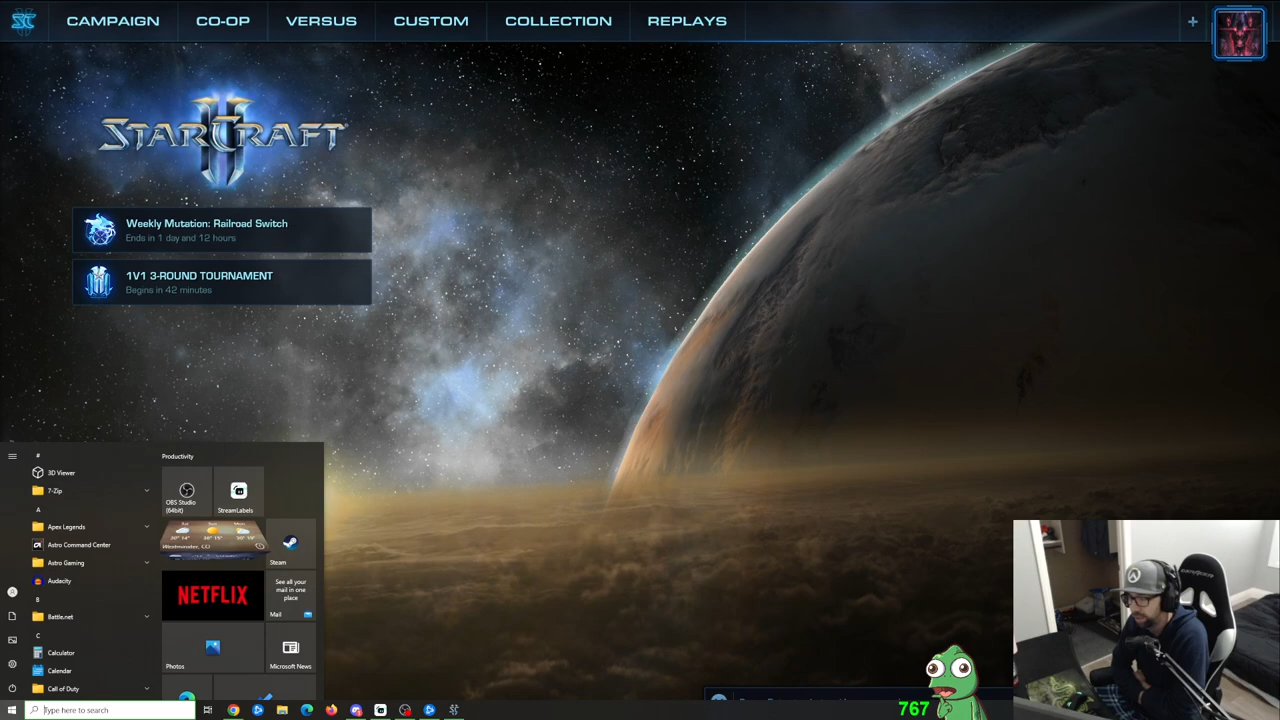 CAMPAIGN
CO-OP
VERSUS
CUSTOM
COLLECTION
REPLAYS
STARCRAFT
II
Weekly Mutation: Railroad Switch
Ends in 1 day and 12 hours
1V1 3-ROUND TOURNAMENT
Begins in 42 minutes
#
3D Viewer
7-Zip
A
Apex Legends
Astro Command Center
Astro Gaming
Audacity
B
Battle.net
C
Calculator
Calendar
Call of Duty
Productivity
OBS Studio
(64bit)
StreamLabels
Westminster, CO
Steam
NETFLIX
See all your
mail in one
place
Mail
Photos
Microsoft News
Type here to search
767